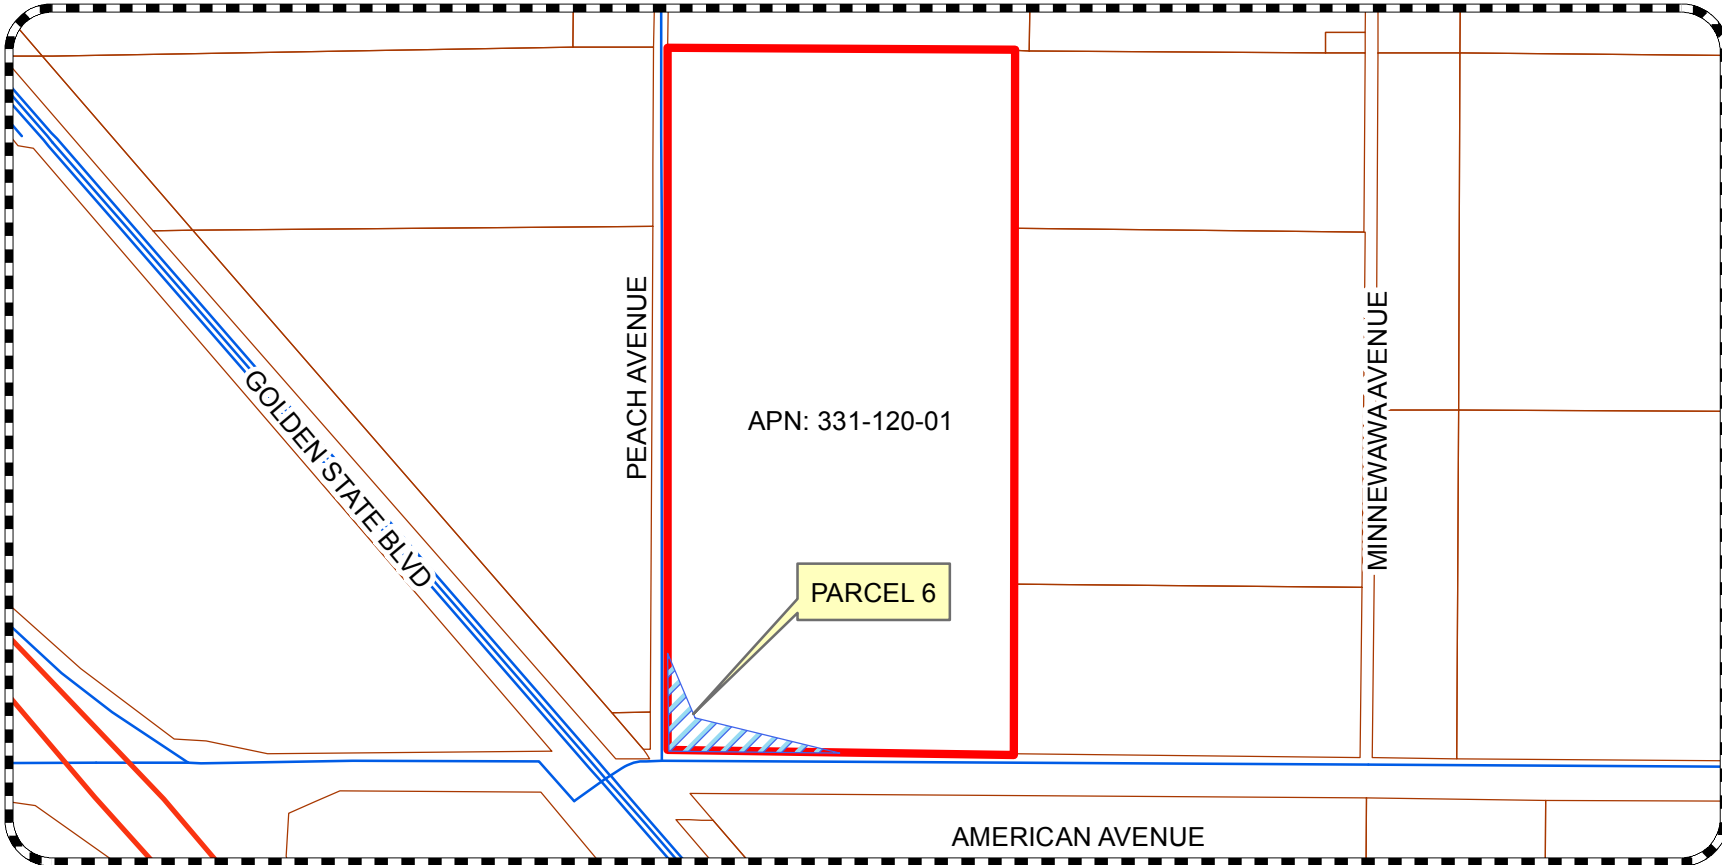 PEACH AVENUE
MINNEWAWA AVENUE
GOLDEN STATE BLVD
APN: 331-120-01
PARCEL 6
AMERICAN AVENUE